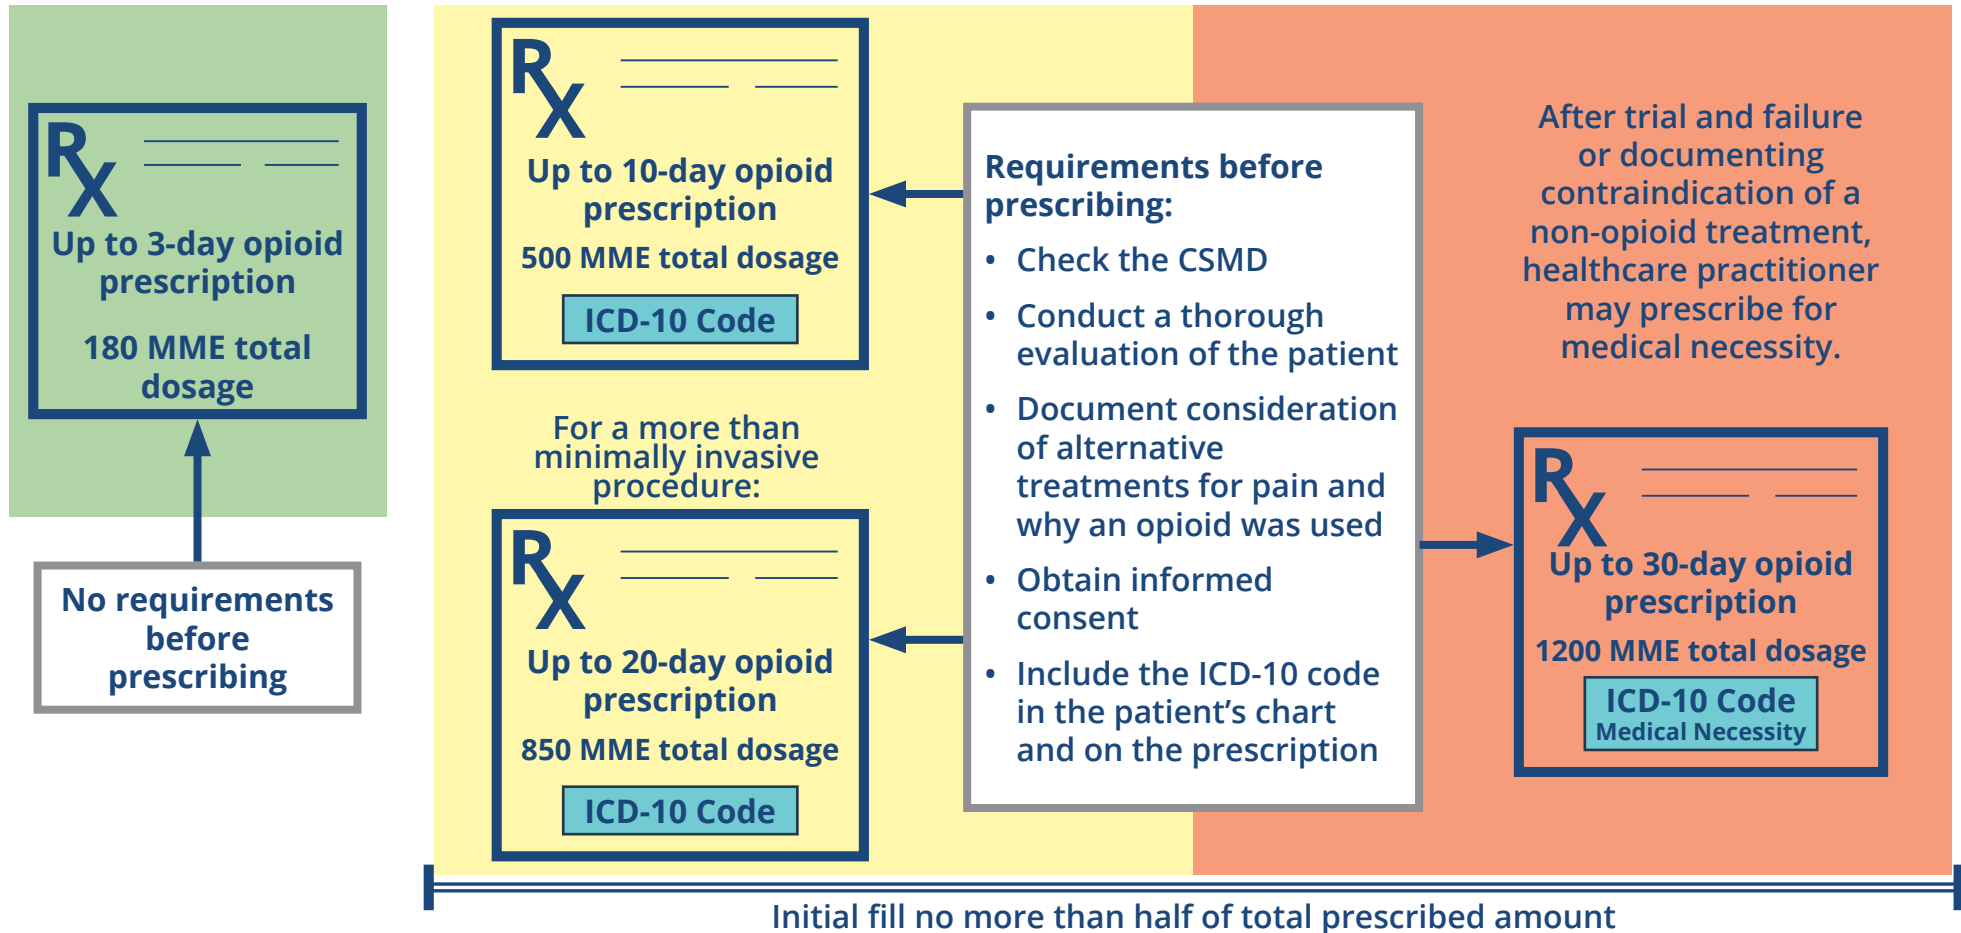 Rx
Up to 3-day opioid
prescription
180 MME total
dosage
No requirements
before
prescribing
Rx
Up to 10-day opioid
prescription
500 MME total dosage
ICD-10 Code
For a more than
minimally invasive
procedure:
Rx
Up to 20-day opioid
prescription
850 MME total dosage
ICD-10 Code
Requirements before
prescribing:
• Check the CSMD
• Conduct a thorough
evaluation of the patient
• Document consideration
of alternative
treatments for pain and
why an opioid was used
• Obtain informed
consent
• Include the ICD-10 code
in the patient’s chart
and on the prescription
After trial and failure
or documenting
contraindication of a
non-opioid treatment,
healthcare practitioner
may prescribe for
medical necessity.
Rx
Up to 30-day opioid
prescription
1200 MME total dosage
ICD-10 Code
Medical Necessity
Initial fill no more than half of total prescribed amount